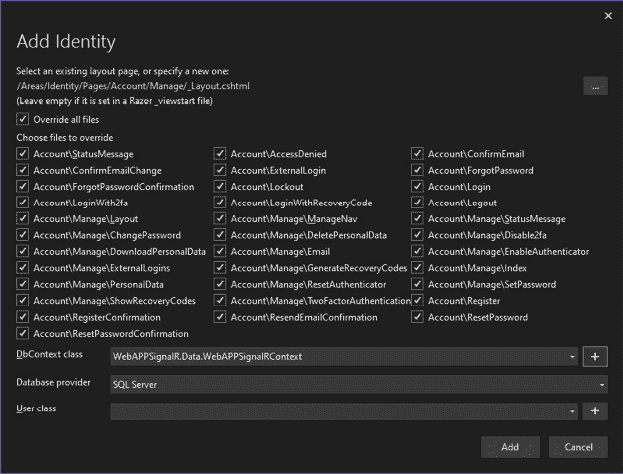 Add Identity
Select an existing layout page, or specify a new one:
/Areas/Identity/Pages/Account/Manage/_Layout.cshtml
...
(Leave empty if it is set in a Razor _viewstart file)
Override all files
Choose files to override
Account\StatusMessage Account\AccessDenied Account\ConfirmEmail
Account\ConfirmEmailChange Account\ExternalLogin Account\ForgotPassword
Account\ForgotPasswordConfirmation Account\Lockout Account\Login
Account\LoginWith2fa Account\LoginWithRecoveryCode Account\Logout
Account\Manage\Layout Account\Manage\ManageNav Account\Manage\StatusMessage
Account\Manage\ChangePassword Account\Manage\DeletePersonalData Account\Manage\Disable2fa
Account\Manage\DownloadPersonalData Account\Manage\Email Account\Manage\EnableAuthenticator
Account\Manage\ExternalLogins Account\Manage\GenerateRecoveryCodes Account\Manage\Index
Account\Manage\PersonalData Account\Manage\ResetAuthenticator Account\Manage\SetPassword
Account\Manage\ShowRecoveryCodes Account\Manage\TwoFactorAuthentication Account\Register
Account\RegisterConfirmation Account\ResendEmailConfirmation Account\ResetPassword
Account\ResetPasswordConfirmation
DbContext class WebAPPSignalR.Data.WebAPPSignalRContext
Database provider SQL Server
User class
Add Cancel